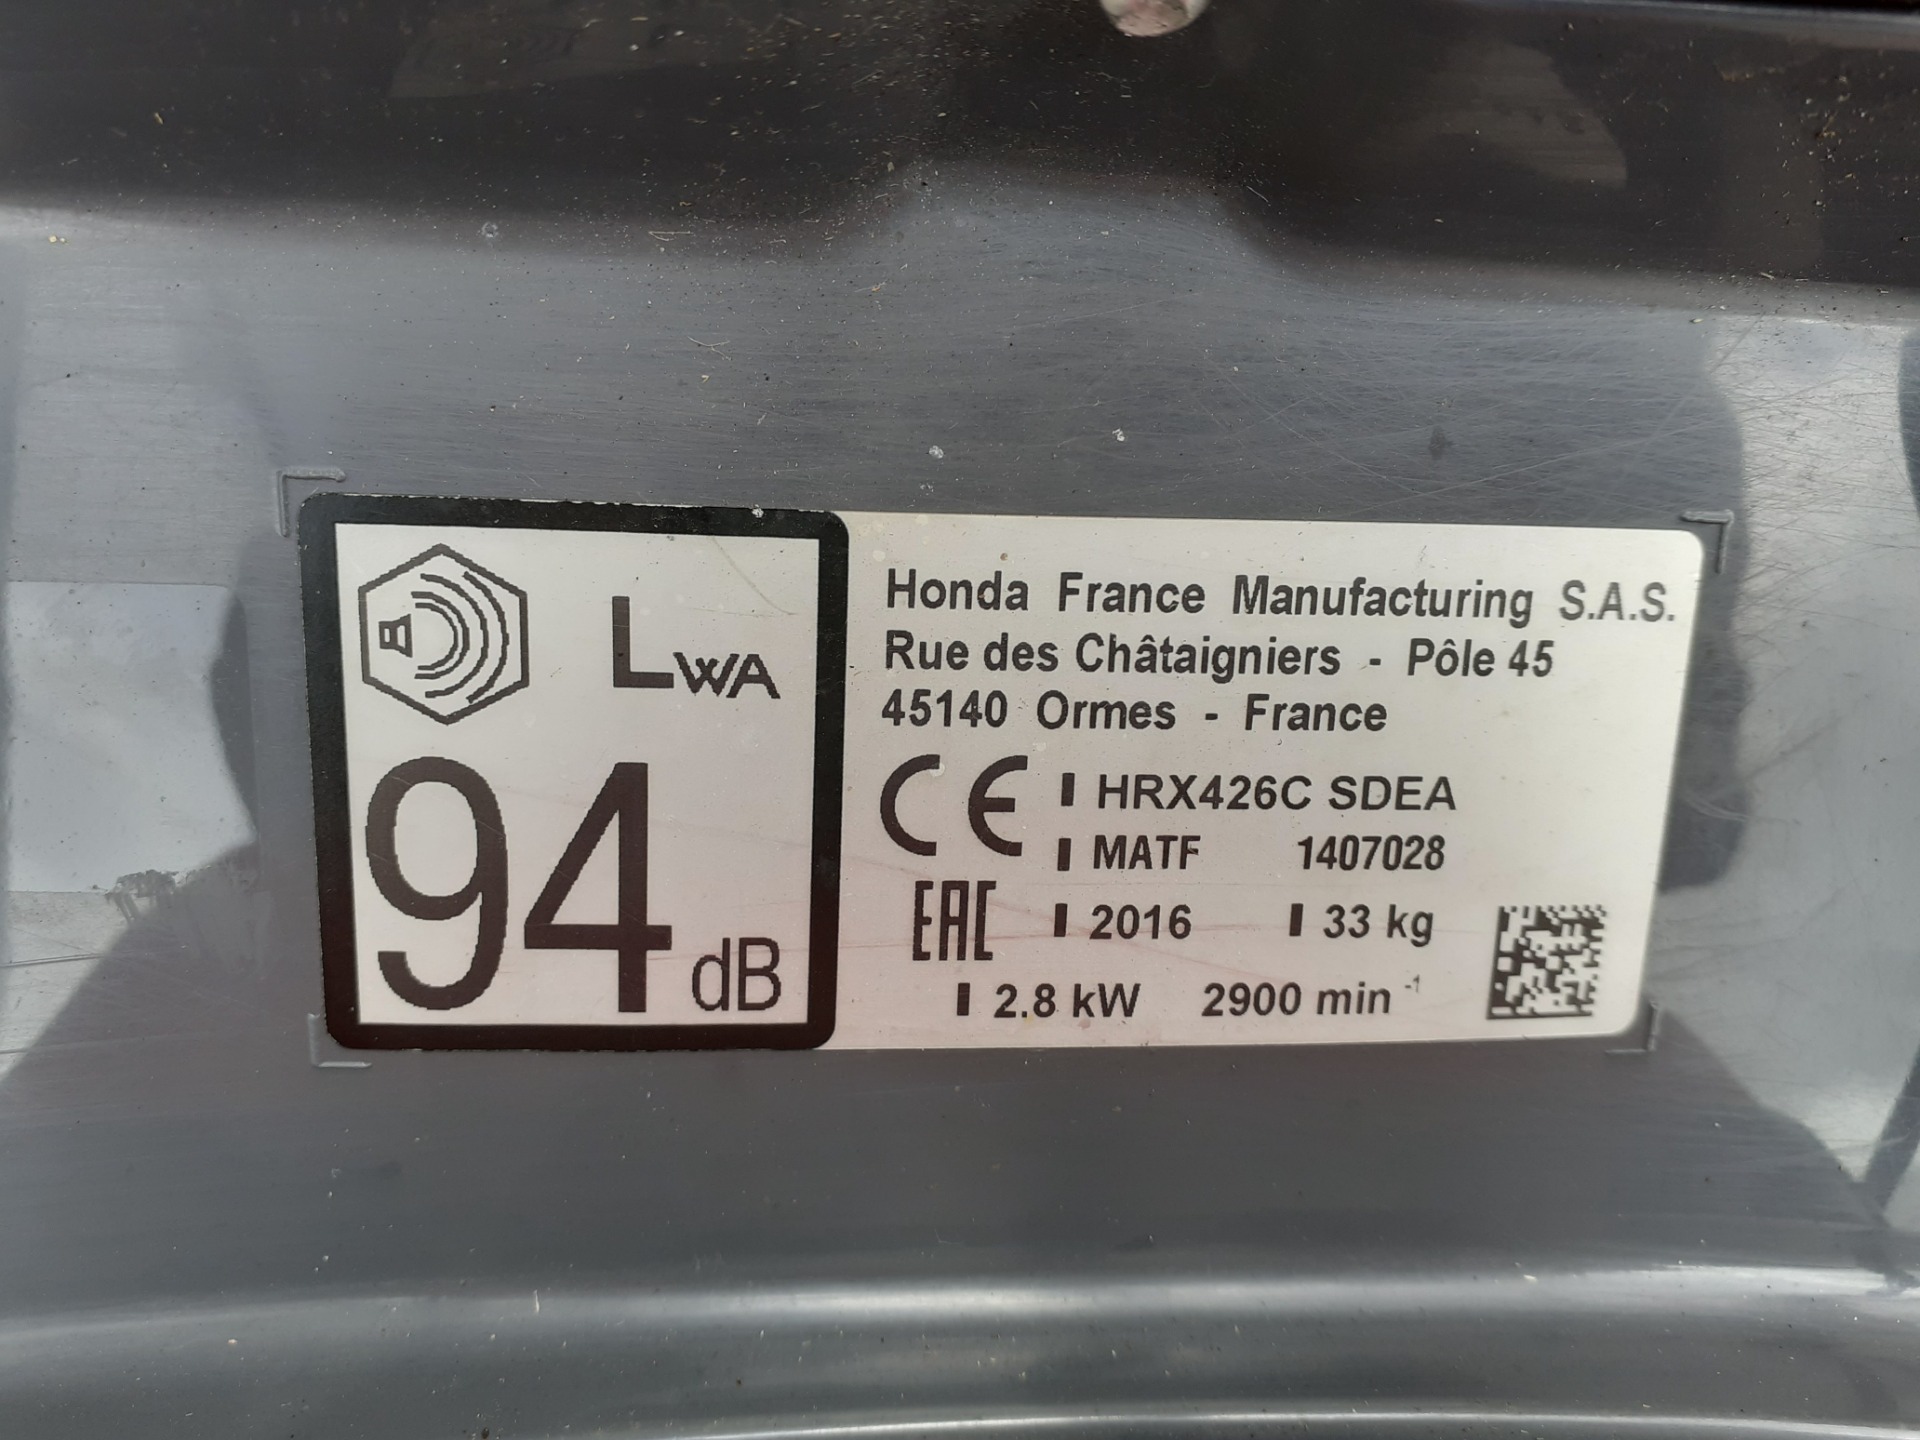 LWA
94 dB
Honda France Manufacturing S.A.S.
Rue des Châtaigniers - Pôle 45
45140 Ormes - France
CE HRX426C SDEA
MATF 1407028
EAC 2016 33 kg
2.8 kW 2900 min -1